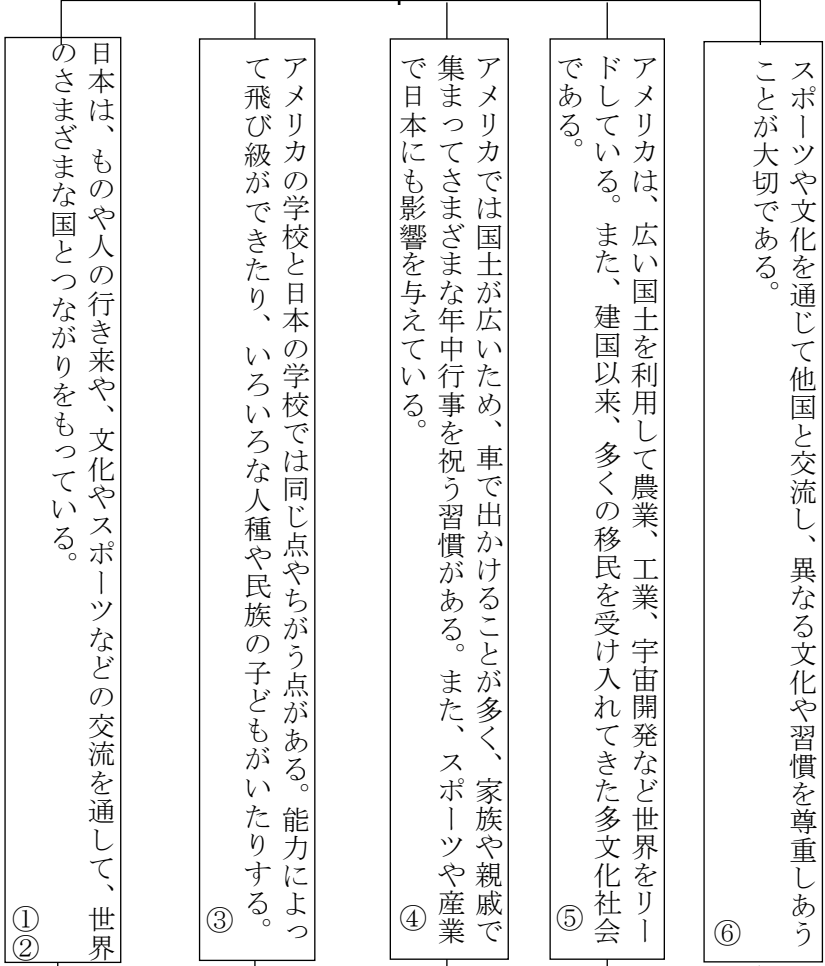 スポーツや文化を通じて他国と交流し、異なる文化や習慣を尊重しあう
ことが大切である。
⑥
アメリカは、広い国土を利用して農業、工業、宇宙開発など世界をリー
ドしている。また、建国以来、多くの移民を受け入れてきた多文化社会
である。
⑤
アメリカでは国土が広いため、車で出かけることが多く、家族や親戚で
集まってさまざまな年中行事を祝う習慣がある。また、スポーツや産業
で日本にも影響を与えている。
④
アメリカの学校と日本の学校では同じ点やちがう点がある。能力によっ
て飛び級ができたり、いろいろな人種や民族の子どもがいたりする。
③
日本は、ものや人の行き来や、文化やスポーツなどの交流を通して、世界
のさまざまな国とつながりをもっている。
①②